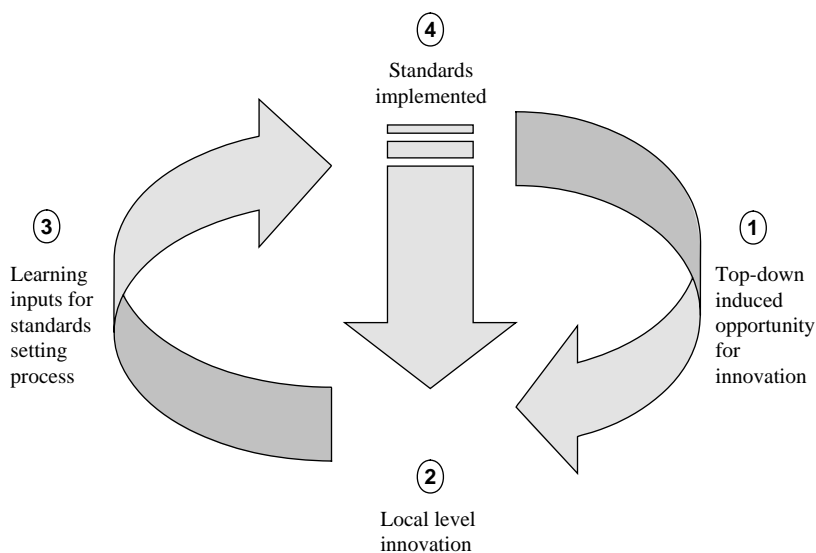 4
Standards
implemented
3
Learning
inputs for
standards
setting
process
1
Top-down
induced
opportunity
for
innovation
2
Local level
innovation